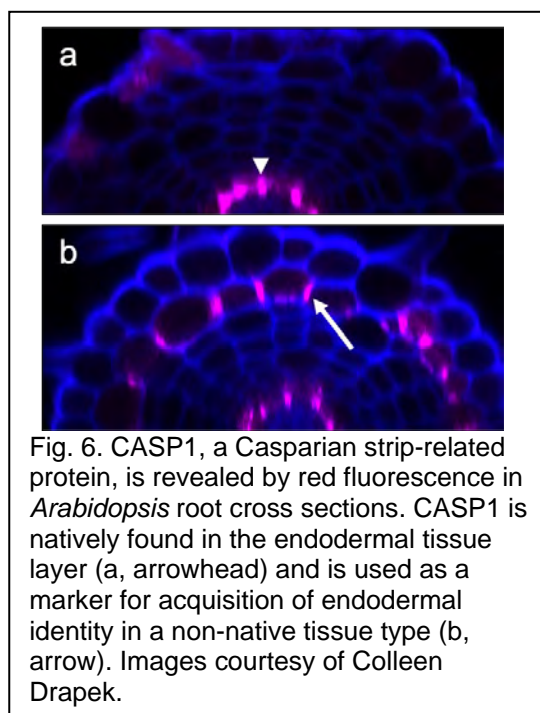 a
b
Fig. 6. CASP1, a Casparian strip-related
protein, is revealed by red fluorescence in
Arabidopsis root cross sections. CASP1 is
natively found in the endodermal tissue
layer (a, arrowhead) and is used as a
marker for acquisition of endodermal
identity in a non-native tissue type (b,
arrow). Images courtesy of Colleen
Drapek.